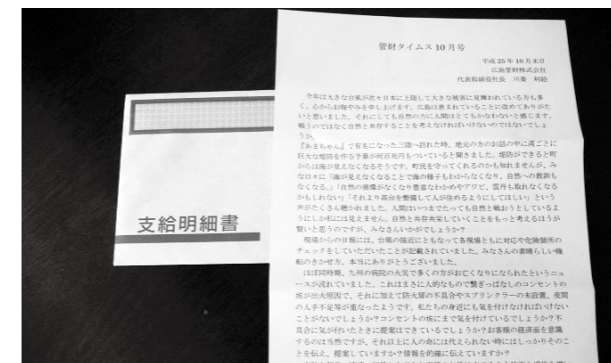 支給明細書
管財タイムス 10月号
平成 25 年 10 月末日
広島管財株式会社
代表取締役社長 川妻 利絵
今年は大きな台風が次々日本に上陸して大きな被害に見舞われている方も多
く、心からお悔やみを申し上げます。広島は恵まれていることに改めてありがた
いと思いました。それにしても自然の力に人間はとてもかなわないと感じます。
戦うのではなく自然と共存することを考えなければいけないのではないでしょ
うか。
『あまちゃん』で有名になった三陸へ訪れた時、地元の方のお話の中に湾ごとに
巨大な堤防を作る予算が何百兆円もついていると聞きました。堤防ができると町
からは海が見えなくなるそうです。町民を守ってくれるのかも知れませんが、み
な口々に「海が見えなくなることで海の様子もわからなくなり、自然への教訓も
なくなる。」「自然の循環がなくなり豊富なわかめやアワビ、雲丹も取れなくなる
かもしれない」「それより高台を整備して人が住めるようにしてほしい」という
声がたくさん聴かれました。人間はいつまでたっても自然と戦おうとしているよ
うにしか私には見えません。自然と共存共栄していくことをもっと考えるほうが
賢いと思うのですが、みなさんいかがでしょうか?
現場からの日報には、台風の接近にともなって各現場ともに対応や危険個所の
チェックをしていただいたことが記載されていました。みなさんの素晴らしい機
転のきかせ方、本当にありがとうございました。
ほぼ同時期、九州の病院の火災で多くの方がお亡くなりになられたというニュ
ースが流れていました。これはまさに人的なもので繋ぎっぱなしのコンセントの
埃が出火原因で、それに加えて防火扉の不具合やスプリンクラーの未設置、夜間
の人手不足等が重なったようです。私たちの身近にも気を付けなければいけない
ことがないでしょうか?コンセントの埃にまで気を付けているでしょうか?不
具合に気が付いたときに提案はできているでしょうか?お客様の経済面を意識
するのは当然ですが、それ以上に人の命には代えられない時にはしっかりそのこ
とを伝え、提案していますか?情報を的確に伝えていますか?